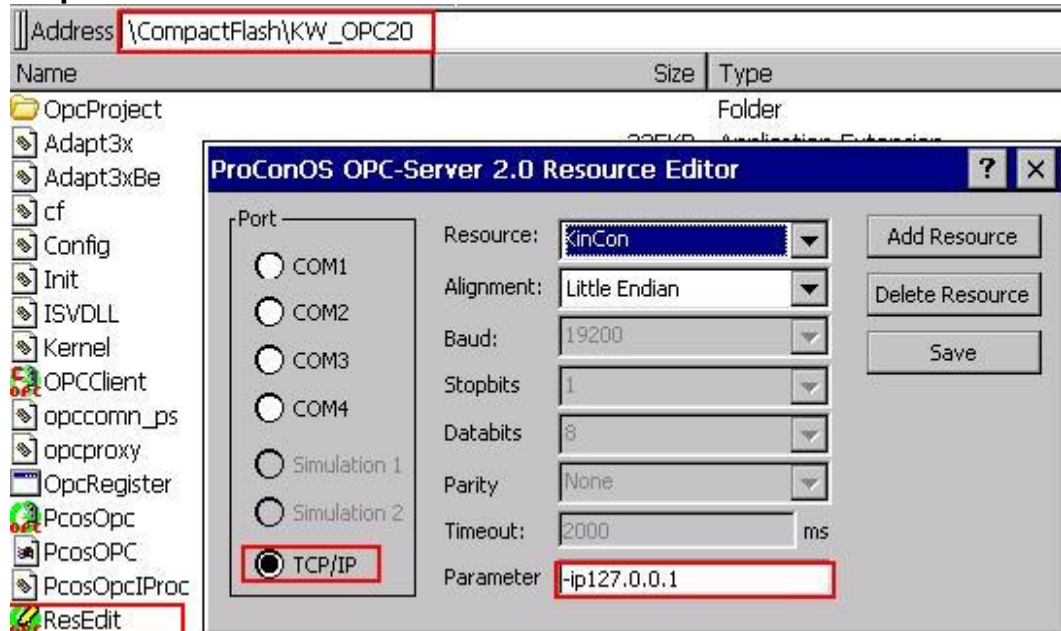 Address \CompactFlash\KW_OPC20
Name Size Type
OpcProject Folder
Adapt3x
Adapt3xBe
cf
Config
Init
ISVDLL
Kernel
OPCClient
opccomn_ps
opcproxy
OpcRegister
PcosOpc
PcosOPC
PcosOpcIProc
ResEdit
ProConOS OPC-Server 2.0 Resource Editor ? ×
Port
COM1
COM2
COM3
COM4
Simulation 1
Simulation 2
TCP/IP
Resource: KinCon
Alignment: Little Endian
Baud: 19200
Stopbits 1
Databits 8
Parity None
Timeout: 2000 ms
Parameter -ip127.0.0.1
Add Resource
Delete Resource
Save